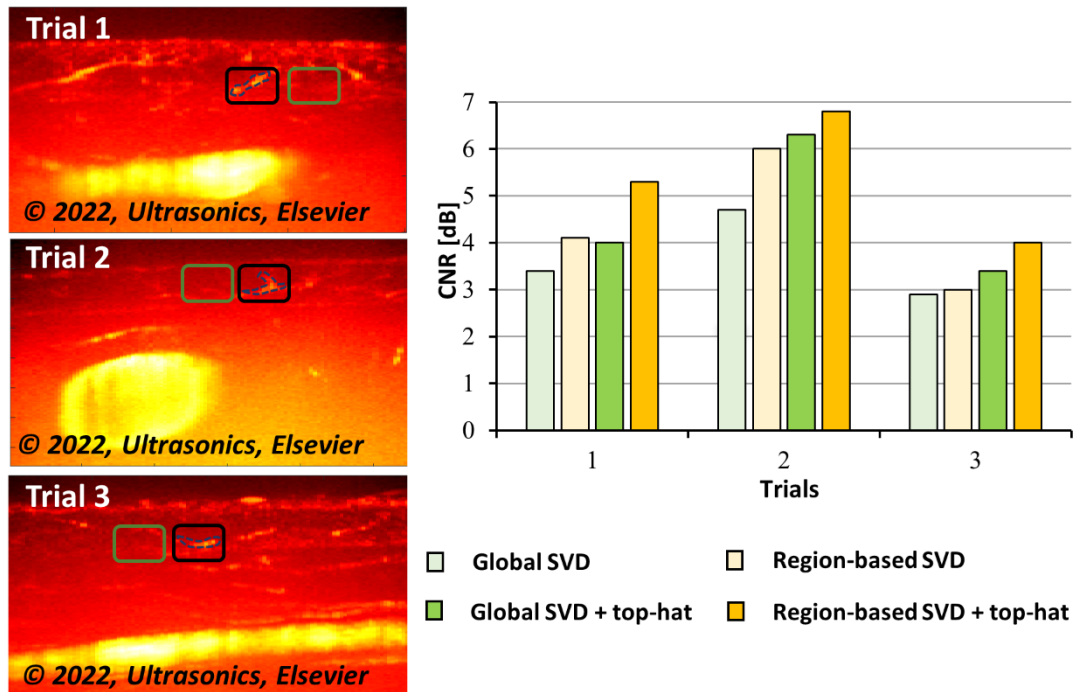 Trial 1
© 2022, Ultrasonics, Elsevier
Trial 2
© 2022, Ultrasonics, Elsevier
Trial 3
© 2022, Ultrasonics, Elsevier
CNR [dB]
7
6
5
4
3
2
1
0
1 2 3
Trials
Global SVD Region-based SVD
Global SVD + top-hat Region-based SVD + top-hat